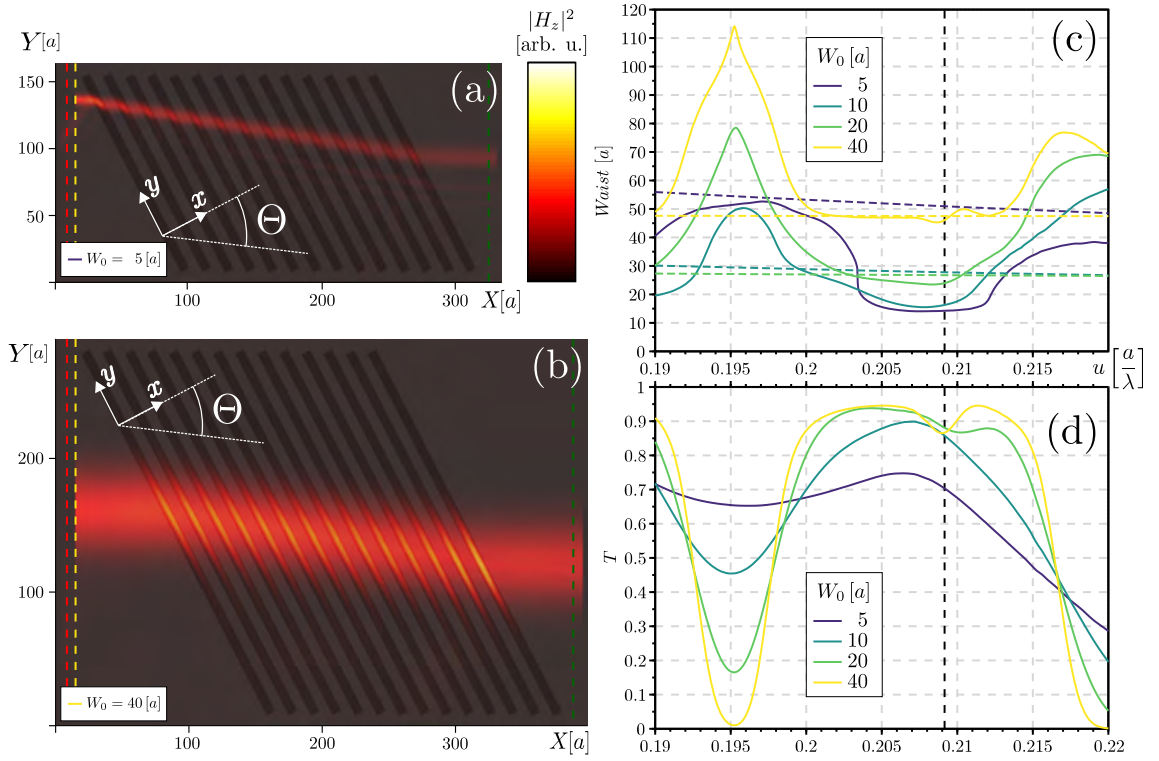 Y[a]
150
100
50
(a)
y
x
Θ
W₀ = 5 [a]
100
200
300
X[a]
|H_z|²
[arb. u.]
Y[a]
200
100
(b)
y
x
Θ
W₀ = 40 [a]
100
200
300
X[a]
120
110
100
90
80
70
60
50
40
30
20
10
0
Waist [a]
(c)
W₀ [a]
5
10
20
40
0.19
0.195
0.2
0.205
0.21
0.215
u [a/λ]
1
0.9
0.8
0.7
0.6
0.5
0.4
0.3
0.2
0.1
0
T
(d)
W₀ [a]
5
10
20
40
0.19
0.195
0.2
0.205
0.21
0.215
0.22